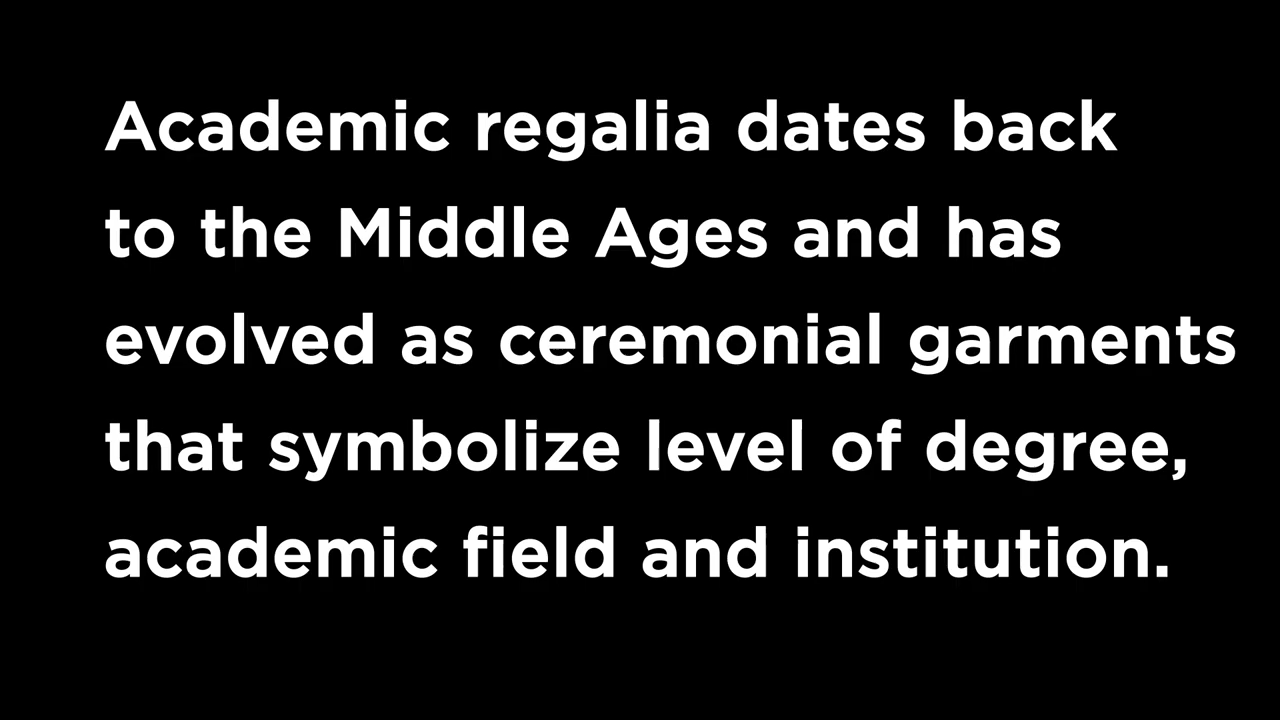 Academic regalia dates back
to the Middle Ages and has
evolved as ceremonial garments
that symbolize level of degree,
academic field and institution.